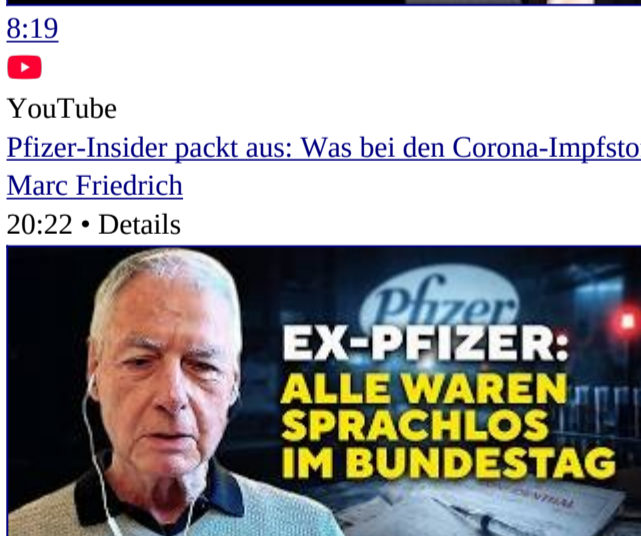 8:19
YouTube
Pfizer-Insider packt aus: Was bei den Corona-Impfsto
Marc Friedrich
20:22 • Details
Pfizer
EX-PFIZER:
ALLE WAREN
SPRACHLOS
IM BUNDESTAG